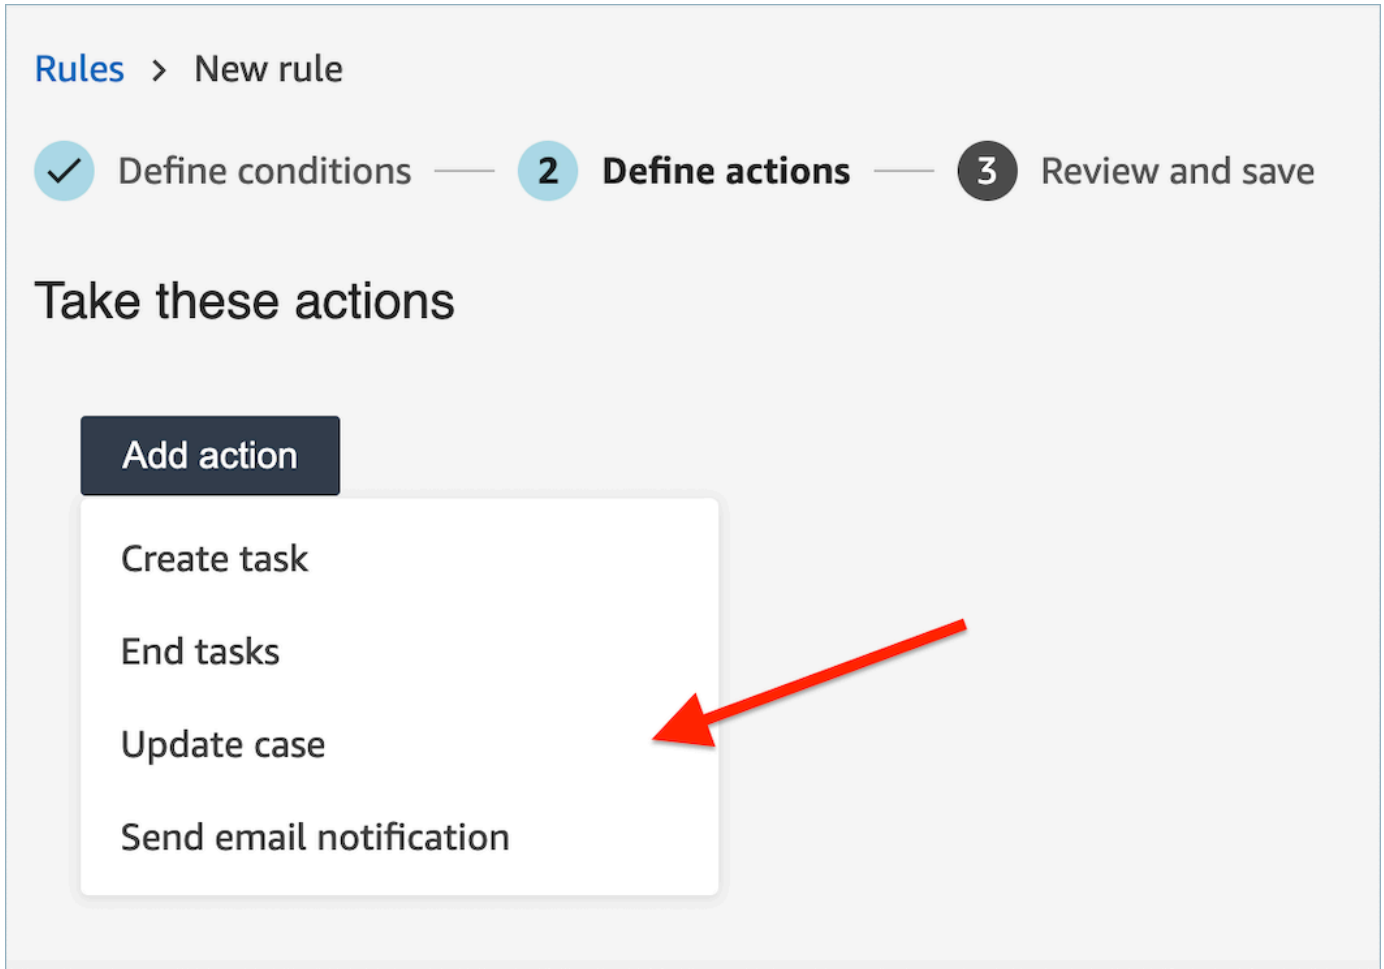 Rules > New rule
Define conditions 2 Define actions 3 Review and save
Take these actions
Add action
Create task
End tasks
Update case
Send email notification